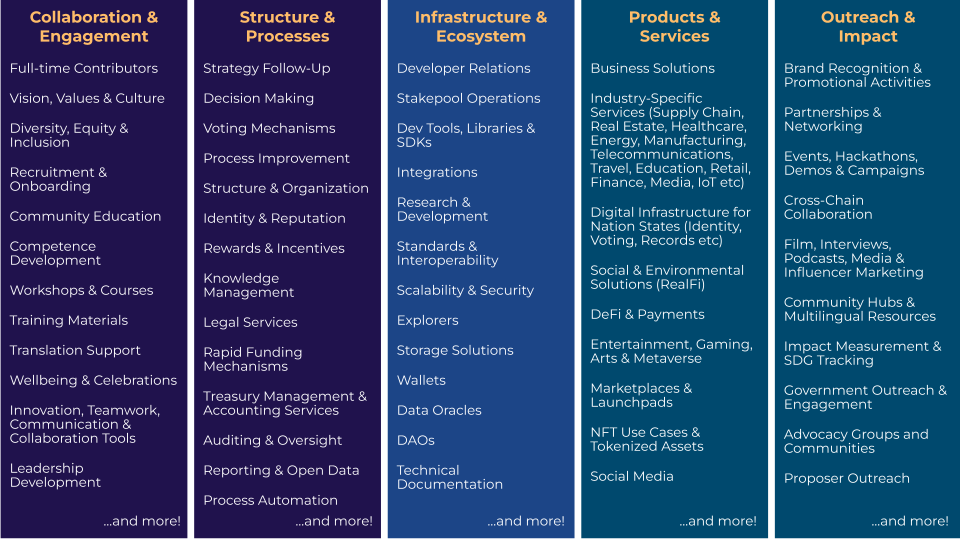 Collaboration &
Engagement
Full-time Contributors
Vision, Values & Culture
Diversity, Equity &
Inclusion
Recruitment &
Onboarding
Community Education
Competence
Development
Workshops & Courses
Training Materials
Translation Support
Wellbeing & Celebrations
Innovation, Teamwork,
Communication &
Collaboration Tools
Leadership
Development
...and more!
Structure &
Processes
Strategy Follow-Up
Decision Making
Voting Mechanisms
Process Improvement
Structure & Organization
Identity & Reputation
Rewards & Incentives
Knowledge
Management
Legal Services
Rapid Funding
Mechanisms
Treasury Management &
Accounting Services
Auditing & Oversight
Reporting & Open Data
Process Automation
...and more!
Infrastructure &
Ecosystem
Developer Relations
Stakepool Operations
Dev Tools, Libraries &
SDKs
Integrations
Research &
Development
Standards &
Interoperability
Scalability & Security
Explorers
Storage Solutions
Wallets
Data Oracles
DAOs
Technical
Documentation
...and more!
Products &
Services
Business Solutions
Industry-Specific
Services (Supply Chain,
Real Estate, Healthcare,
Energy, Manufacturing,
Telecommunications,
Travel, Education, Retail,
Finance, Media, IoT etc)
Digital Infrastructure for
Nation States (Identity,
Voting, Records etc)
Social & Environmental
Solutions (RealFi)
DeFi & Payments
Entertainment, Gaming,
Arts & Metaverse
Marketplaces &
Launchpads
NFT Use Cases &
Tokenized Assets
Social Media
...and more!
Outreach &
Impact
Brand Recognition &
Promotional Activities
Partnerships &
Networking
Events, Hackathons,
Demos & Campaigns
Cross-Chain
Collaboration
Film, Interviews,
Podcasts, Media &
Influencer Marketing
Community Hubs &
Multilingual Resources
Impact Measurement &
SDG Tracking
Government Outreach &
Engagement
Advocacy Groups and
Communities
Proposer Outreach
...and more!